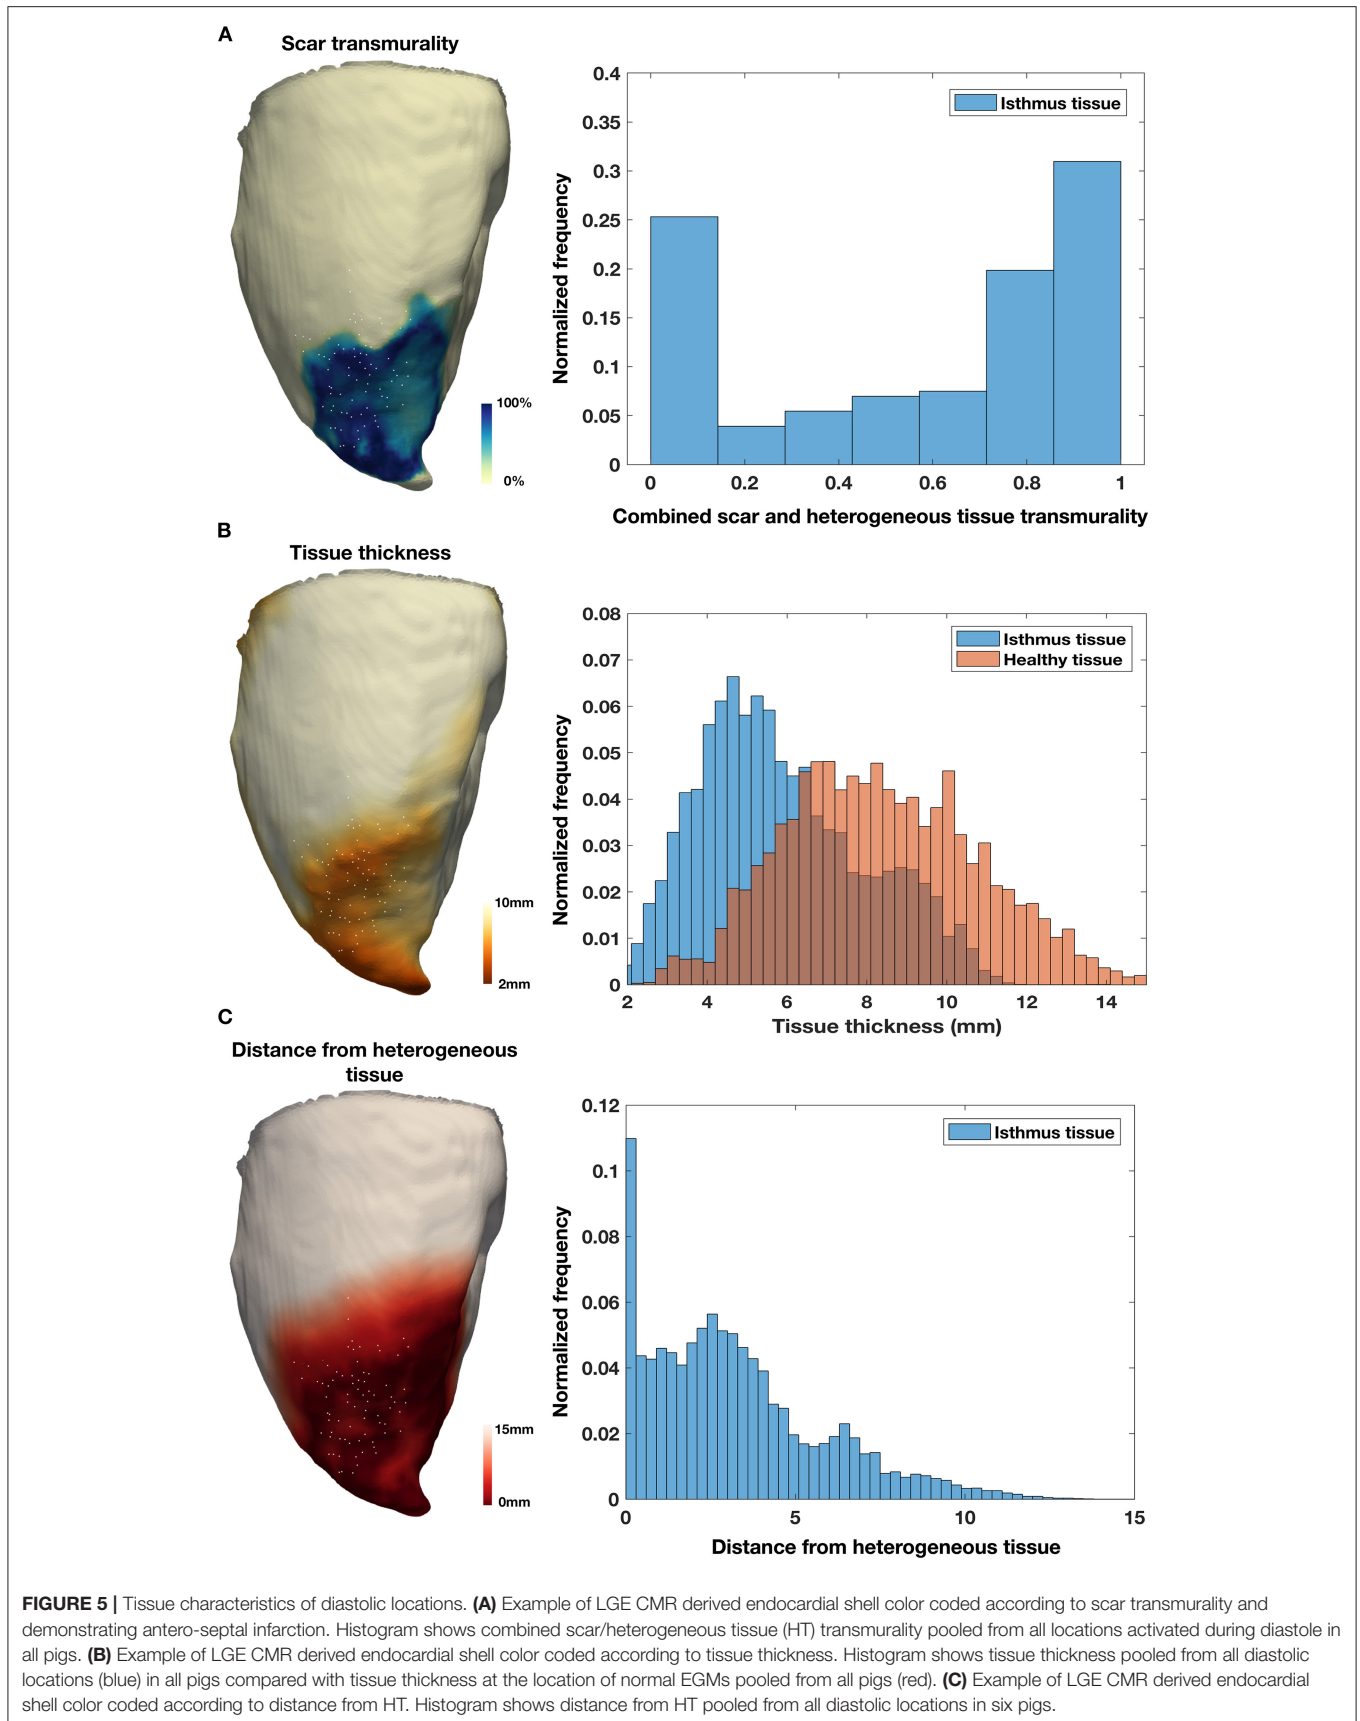 A
Scar transmurality
100%
0%
0.4
0.35
0.3
0.25
0.2
0.15
0.1
0.05
0
Normalized frequency
Isthmus tissue
0 0.2 0.4 0.6 0.8 1
Combined scar and heterogeneous tissue transmurality
B
Tissue thickness
10mm
2mm
0.08
0.07
0.06
0.05
0.04
0.03
0.02
0.01
0
Normalized frequency
Isthmus tissue
Healthy tissue
2 4 6 8 10 12 14
Tissue thickness (mm)
C
Distance from heterogeneous
tissue
15mm
0mm
0.12
0.1
0.08
0.06
0.04
0.02
0
Normalized frequency
Isthmus tissue
0 5 10 15
Distance from heterogeneous tissue
FIGURE 5 | Tissue characteristics of diastolic locations. (A) Example of LGE CMR derived endocardial shell color coded according to scar transmurality and
demonstrating antero-septal infarction. Histogram shows combined scar/heterogeneous tissue (HT) transmurality pooled from all locations activated during diastole in
all pigs. (B) Example of LGE CMR derived endocardial shell color coded according to tissue thickness. Histogram shows tissue thickness pooled from all diastolic
locations (blue) in all pigs compared with tissue thickness at the location of normal EGMs pooled from all pigs (red). (C) Example of LGE CMR derived endocardial
shell color coded according to distance from HT. Histogram shows distance from HT pooled from all diastolic locations in six pigs.